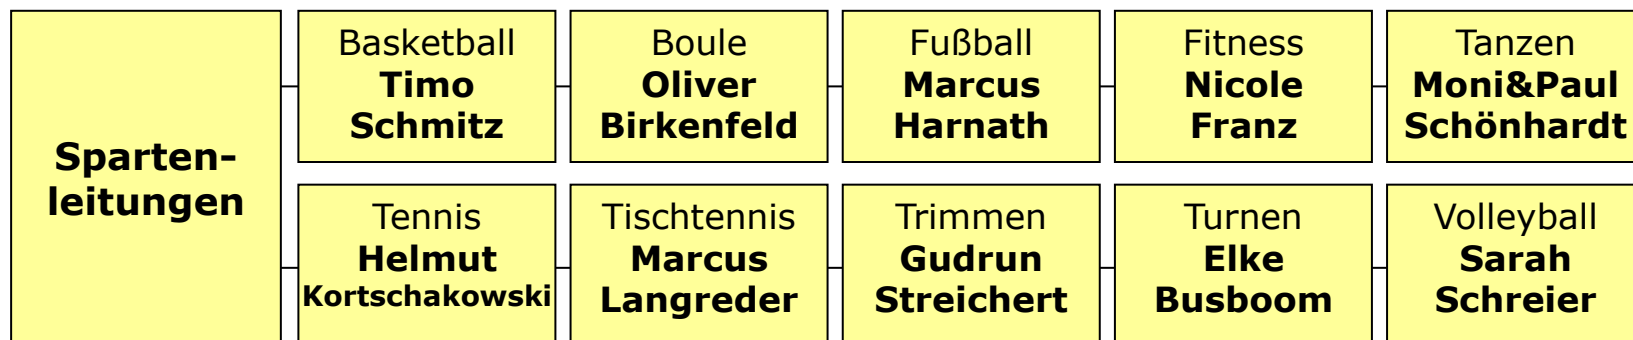 Sparten-
leitungen
Basketball
Timo
Schmitz
Boule
Oliver
Birkenfeld
Fußball
Marcus
Harnath
Fitness
Nicole
Franz
Tanzen
Moni&Paul
Schönhardt
Tennis
Helmut
Kortschakowski
Tischtennis
Marcus
Langreder
Trimmen
Gudrun
Streichert
Turnen
Elke
Busboom
Volleyball
Sarah
Schreier